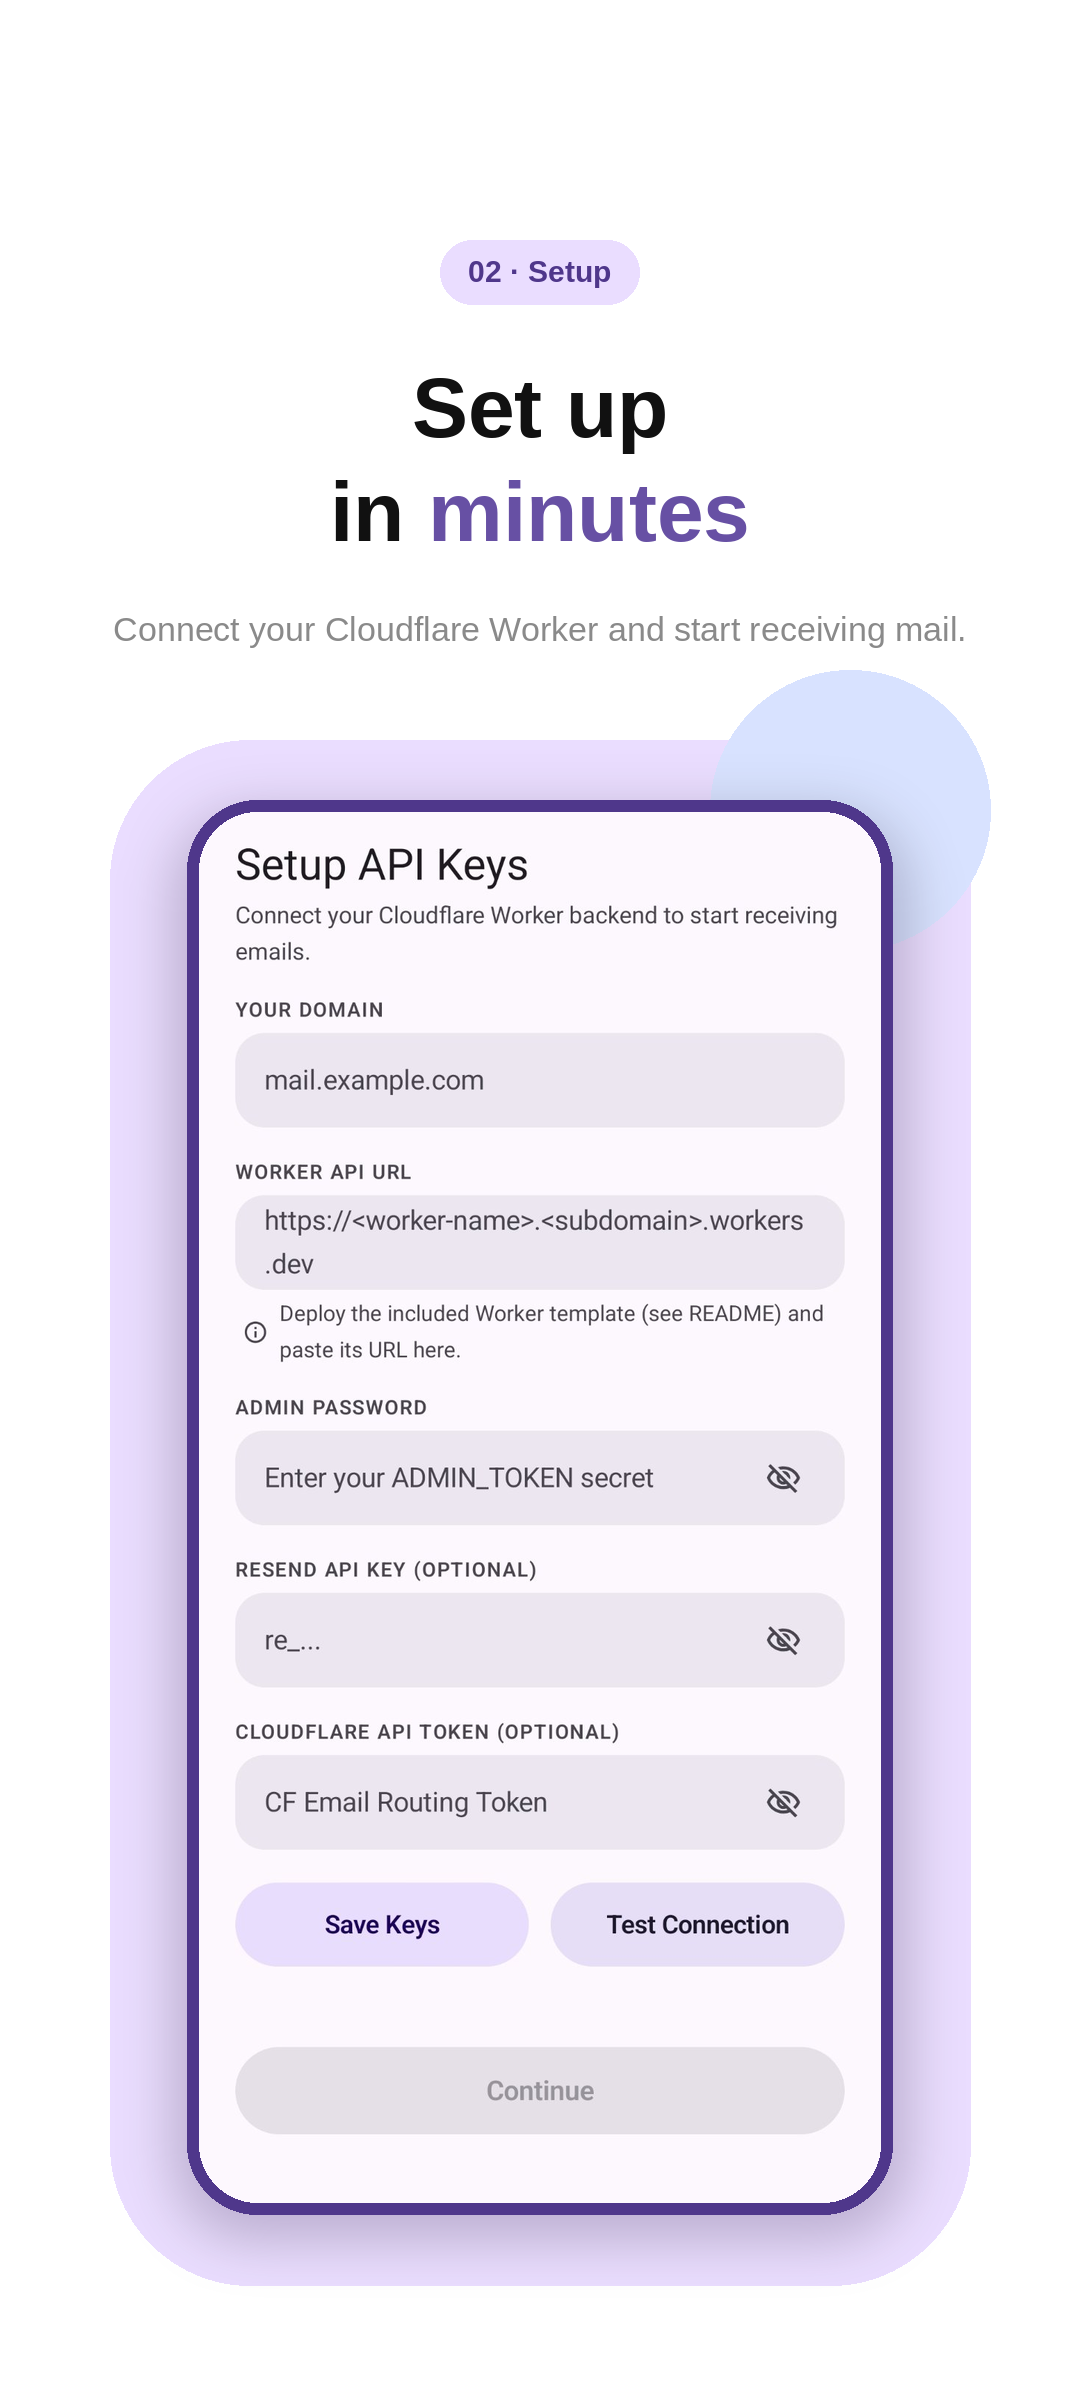 02 · Setup
Set up
in minutes
Connect your Cloudflare Worker and start receiving mail.
Setup API Keys
Connect your Cloudflare Worker backend to start receiving
emails.
YOUR DOMAIN
mail.example.com
WORKER API URL
https://<worker-name>.<subdomain>.workers
.dev
Deploy the included Worker template (see README) and
paste its URL here.
ADMIN PASSWORD
Enter your ADMIN_TOKEN secret
RESEND API KEY (OPTIONAL)
re_...
CLOUDFLARE API TOKEN (OPTIONAL)
CF Email Routing Token
Save Keys
Test Connection
Continue